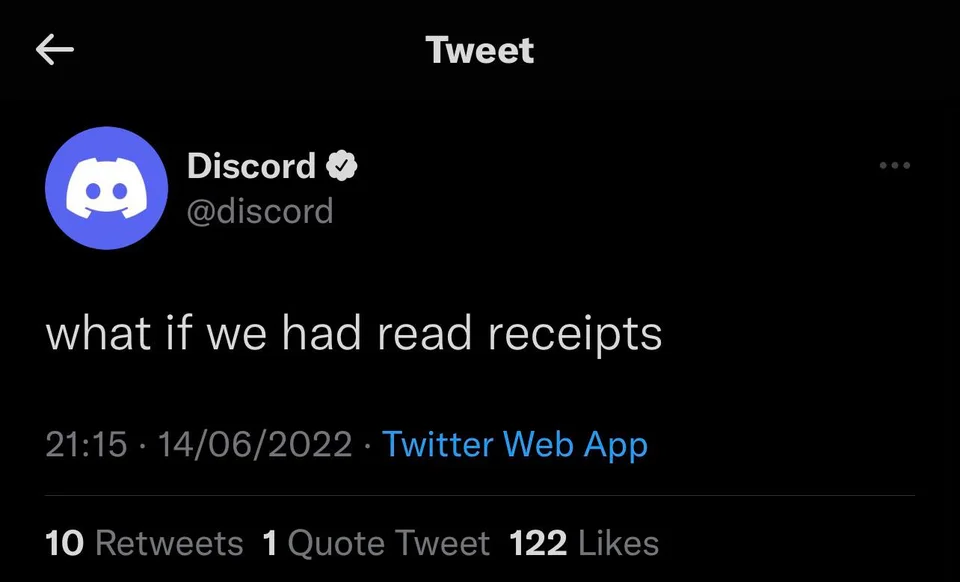 Tweet
Discord
@discord
what if we had read receipts
21:15 · 14/06/2022 · Twitter Web App
10 Retweets 1 Quote Tweet 122 Likes